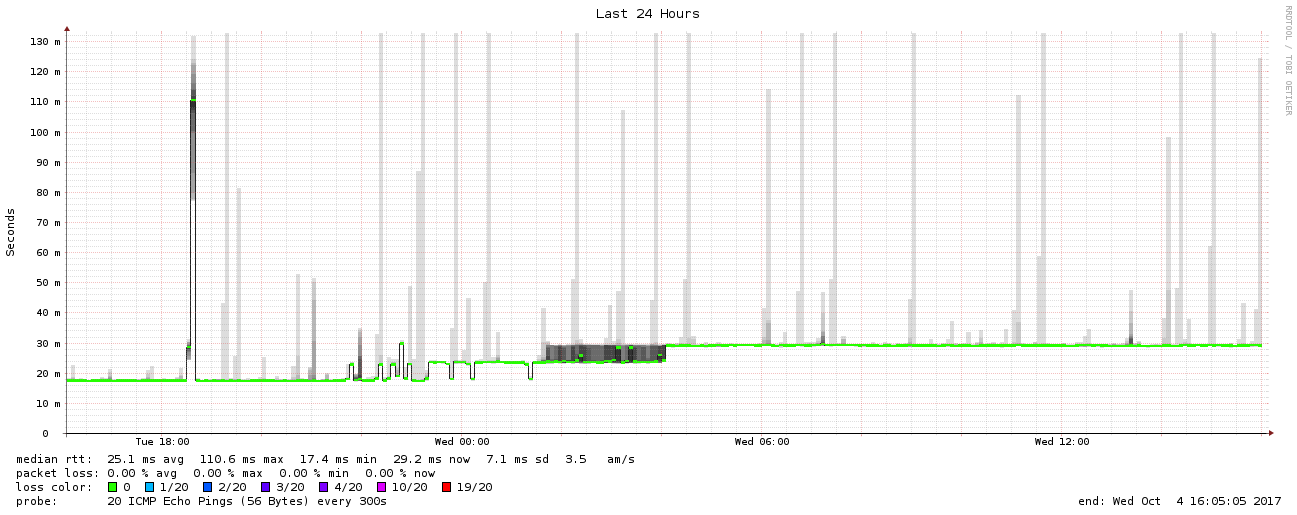 Last 24 Hours
RRDTOOL / TOBI OETIKER
Seconds
130 m
120 m
110 m
100 m
90 m
80 m
70 m
60 m
50 m
40 m
30 m
20 m
10 m
0
Tue 18:00 Wed 00:00 Wed 06:00 Wed 12:00
median rtt: 25.1 ms avg 110.6 ms max 17.4 ms min 29.2 ms now 7.1 ms sd 3.5 am/s
packet loss: 0.00 % avg 0.00 % max 0.00 % min 0.00 % now
loss color: 0 1/20 2/20 3/20 4/20 10/20 19/20
probe: 20 ICMP Echo Pings (56 Bytes) every 300s end: Wed Oct 4 16:05:05 2017